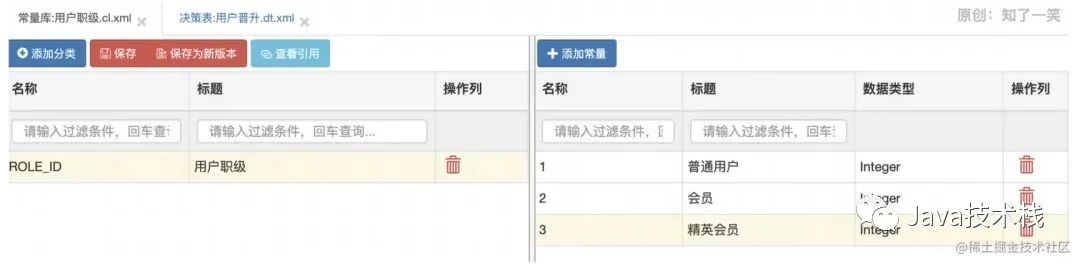 常量库:用户职级.cl.xml ×
决策表:用户晋升.dt.xml ×
原创：知了一笑
添加分类 保存 保存为新版本 查看引用
添加常量
名称 标题 操作列
名称 标题 数据类型 操作列
请输入过滤条件，回车查询 请输入过滤条件，回车查询...
请输入过滤条件， 请输入过滤条件，回车
ROLE_ID 用户职级
1 普通用户 Integer
2 会员 Integer
3 精英会员 Integer
Java技术栈
@稀土掘金技术社区